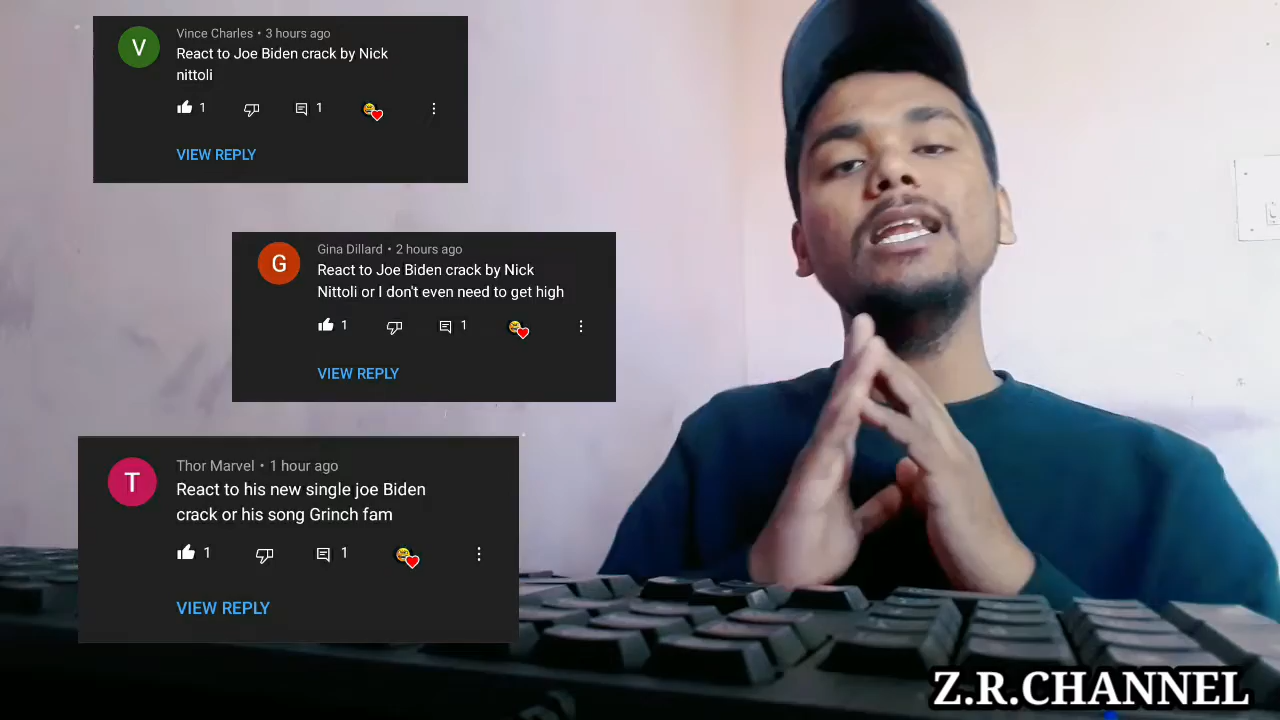 Vince Charles • 3 hours ago
React to Joe Biden crack by Nick
nittoli
1
1
VIEW REPLY
Gina Dillard • 2 hours ago
React to Joe Biden crack by Nick
Nittoli or I don't even need to get high
1
1
VIEW REPLY
Thor Marvel • 1 hour ago
React to his new single joe Biden
crack or his song Grinch fam
1
1
VIEW REPLY
V
G
T
Z.R.CHANNEL